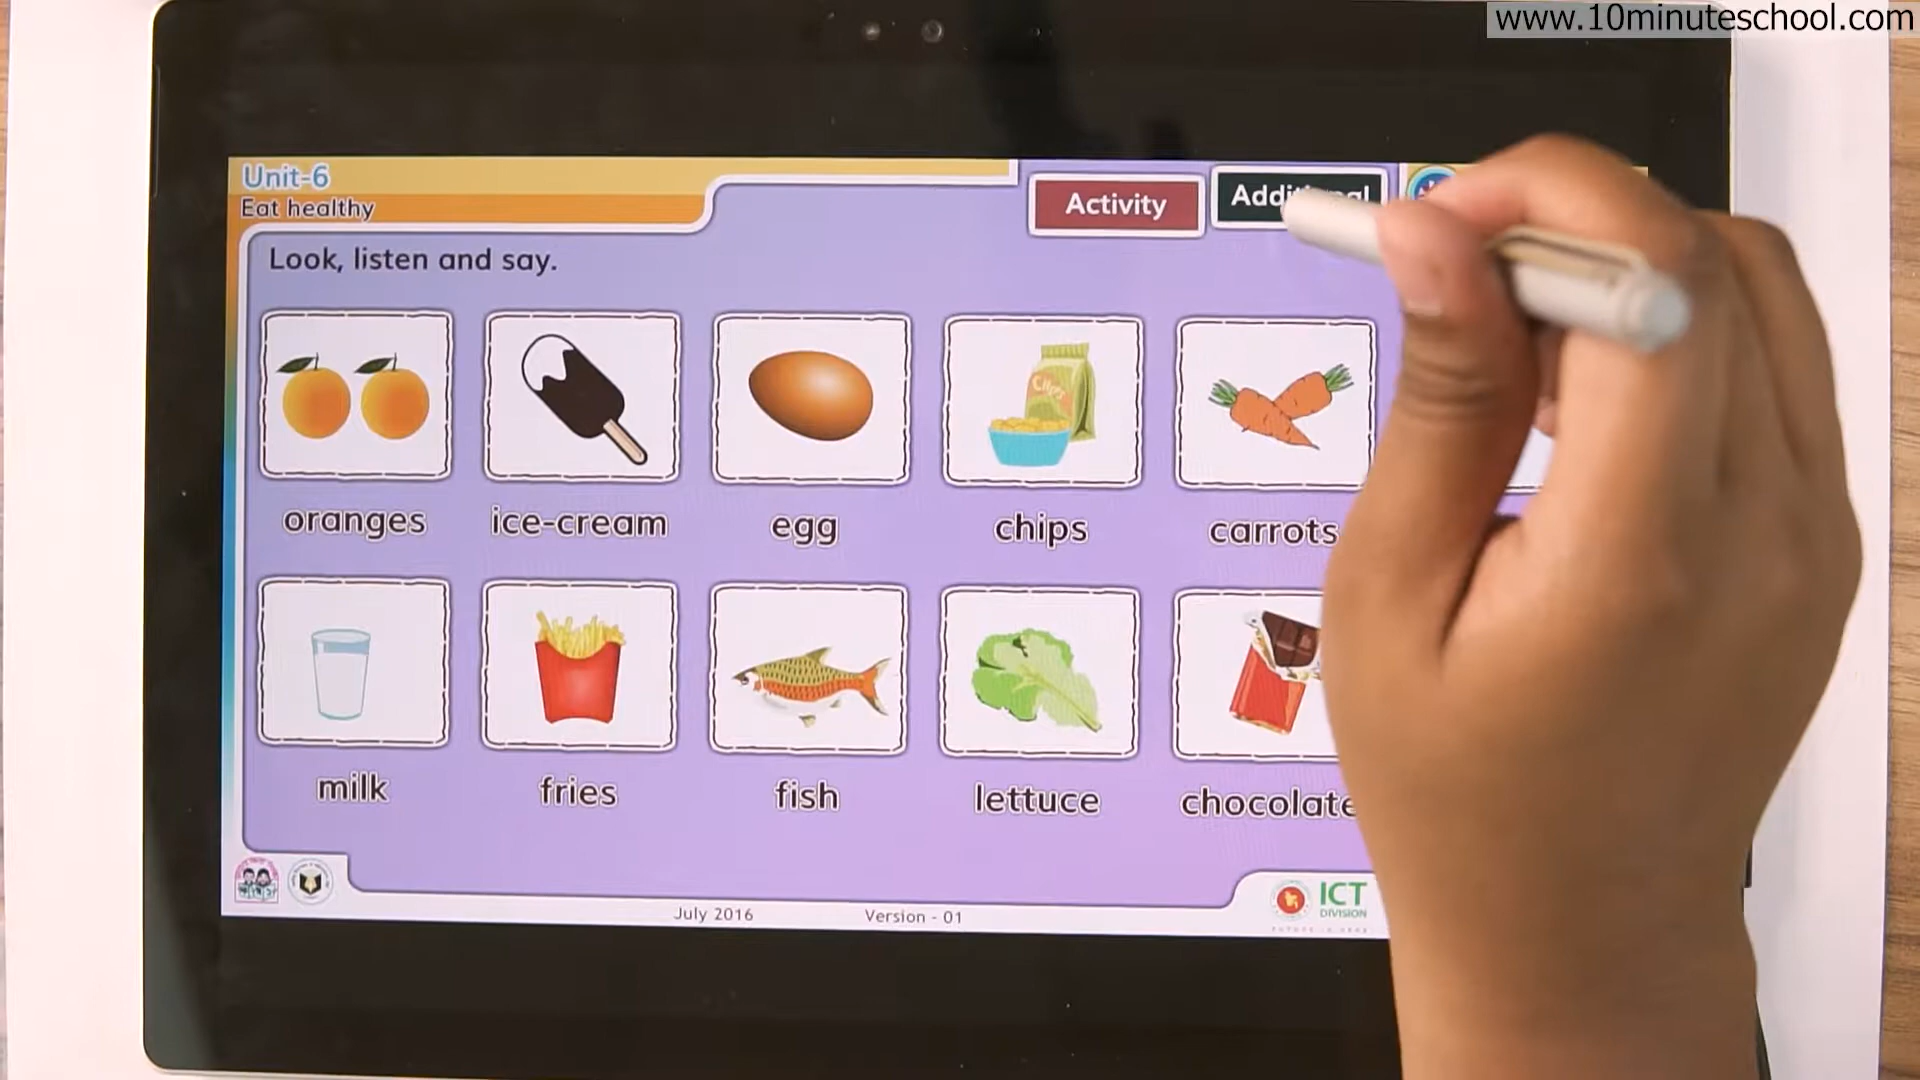 www.10minuteschool.com
Unit-6
Eat healthy
Activity
Look, listen and say.
Chips
oranges
ice-cream
egg
chips
carrots
milk
fries
fish
lettuce
chocolate
July 2016
Version - 01
ICT
DIVISION